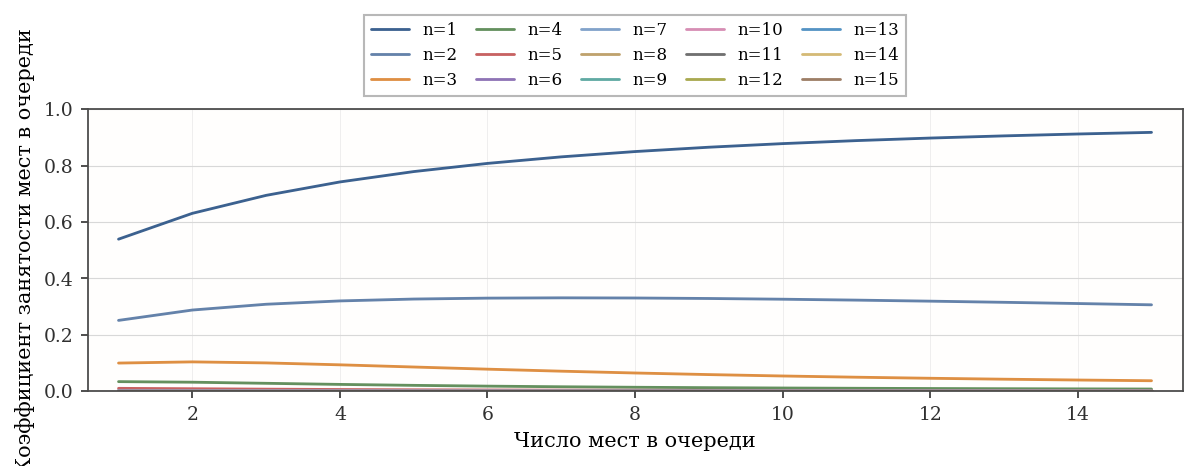 n=1 n=4 n=7 n=10 n=13
n=2 n=5 n=8 n=11 n=14
n=3 n=6 n=9 n=12 n=15
Коэффициент занятости мест в очереди
1.0
0.8
0.6
0.4
0.2
0.0
2 4 6 8 10 12 14
Число мест в очереди